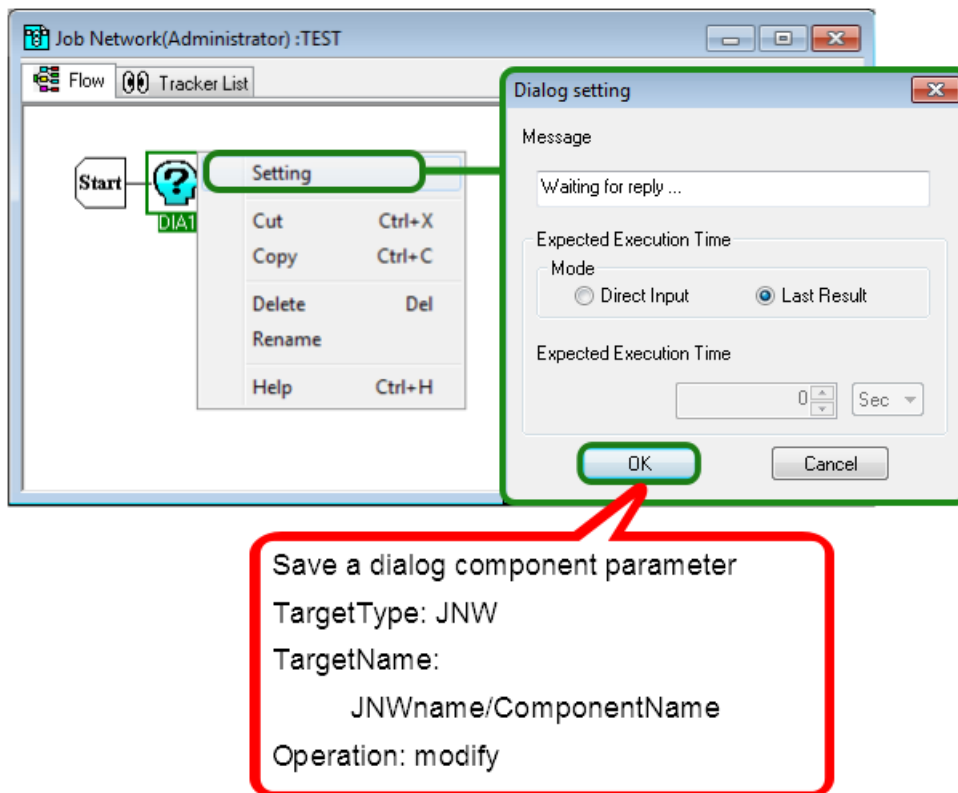 Job Network(Administrator) :TEST
Flow
Tracker List
Start
DIA1
Setting
Cut Ctrl+X
Copy Ctrl+C
Delete Del
Rename
Help Ctrl+H
Dialog setting
Message
Waiting for reply ...
Expected Execution Time
Mode
Direct Input Last Result
Expected Execution Time
0 Sec
OK Cancel
Save a dialog component parameter
TargetType: JNW
TargetName:
JNWname/ComponentName
Operation: modify